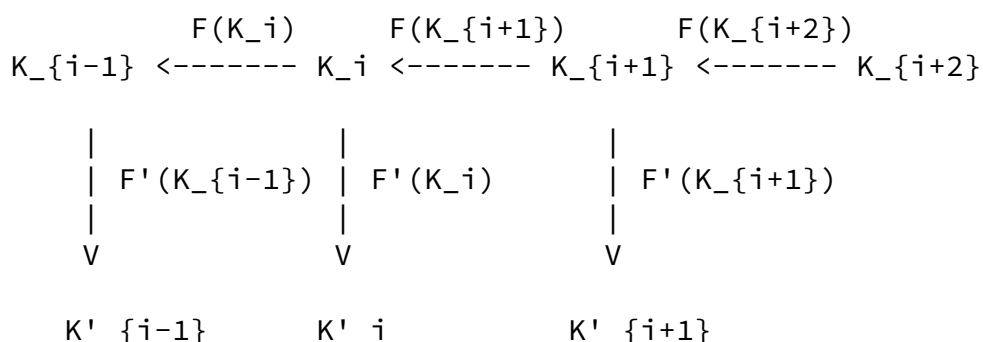 F(K_i) F(K_{i+1}) F(K_{i+2})
K_{i-1} <------- K_i <------- K_{i+1} <------- K_{i+2}
| | |
| F'(K_{i-1}) | F'(K_i) | F'(K_{i+1})
| | |
V V V
K'_{i-1} K'_i K'_{i+1}